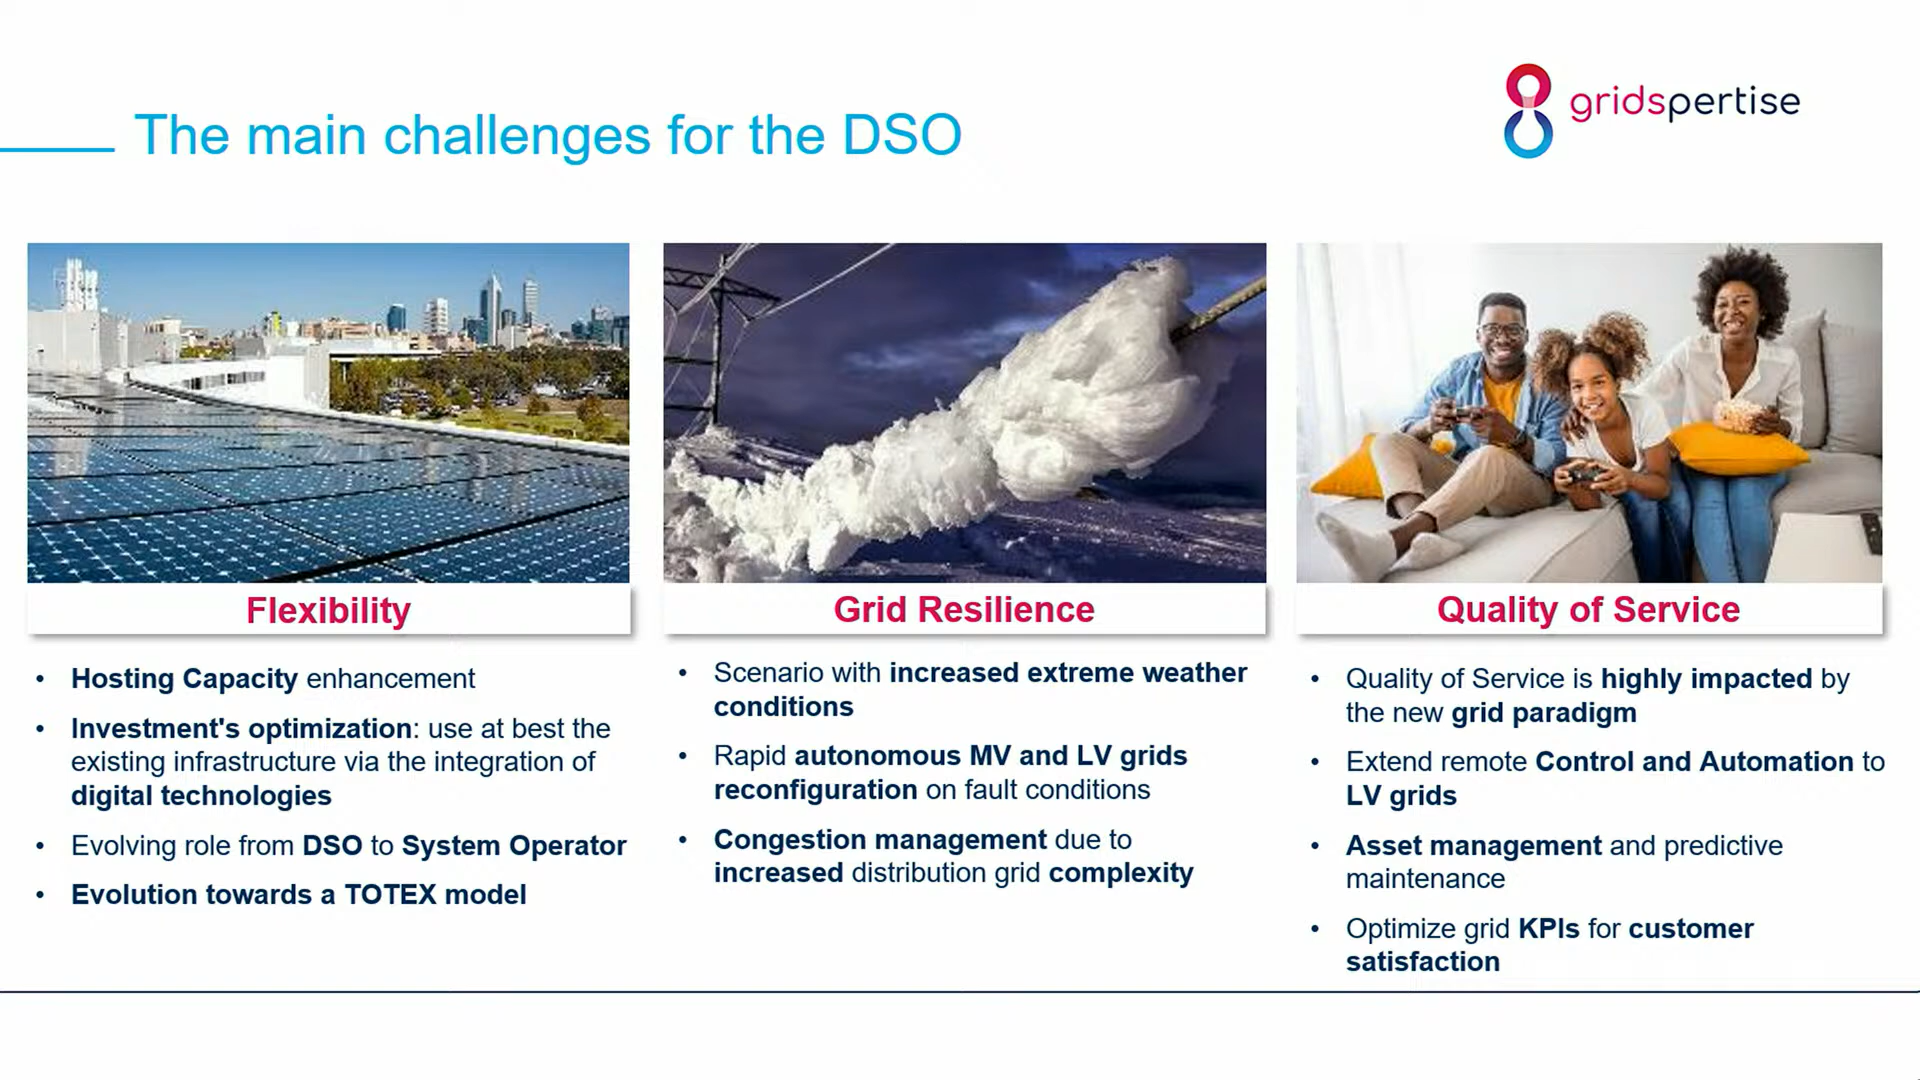 The main challenges for the DSO
gridspertise
Flexibility
• Hosting Capacity enhancement
• Investment's optimization: use at best the
existing infrastructure via the integration of
digital technologies
• Evolving role from DSO to System Operator
• Evolution towards a TOTEX model
Grid Resilience
• Scenario with increased extreme weather
conditions
• Rapid autonomous MV and LV grids
reconfiguration on fault conditions
• Congestion management due to
increased distribution grid complexity
Quality of Service
• Quality of Service is highly impacted by
the new grid paradigm
• Extend remote Control and Automation to
LV grids
• Asset management and predictive
maintenance
• Optimize grid KPIs for customer
satisfaction